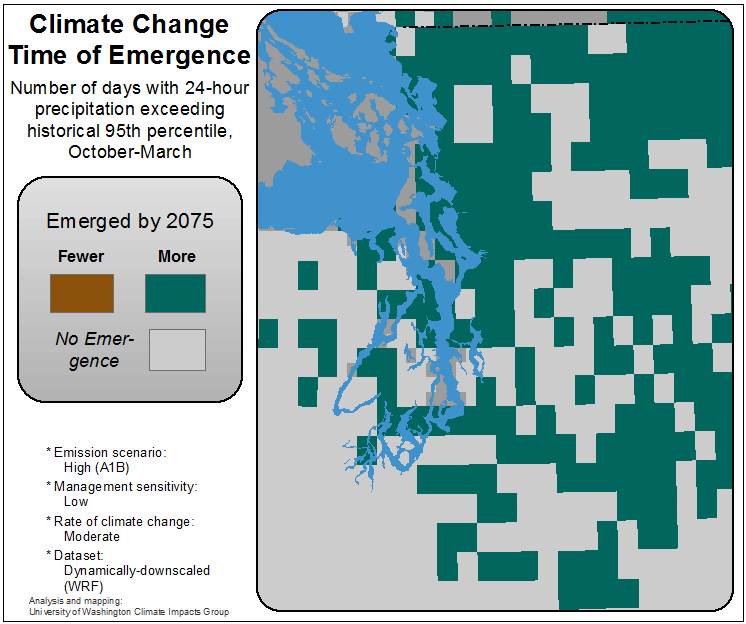 Climate Change
Time of Emergence
Number of days with 24-hour
precipitation exceeding
historical 95th percentile,
October-March
Emerged by 2075
Fewer
More
No Emer-
gence
* Emission scenario:
High (A1B)
* Management sensitivity:
Low
* Rate of climate change:
Moderate
* Dataset:
Dynamically-downscaled
(WRF)
Analysis and mapping:
University of Washington Climate Impacts Group